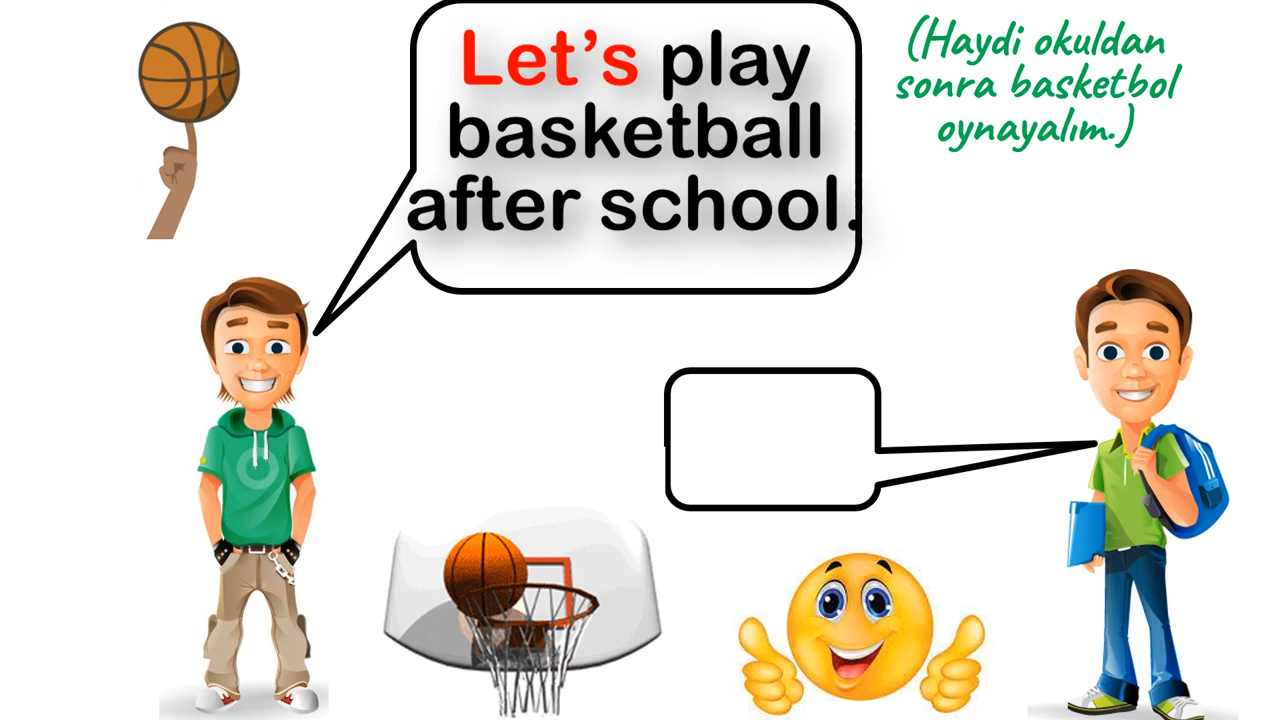 Let’s play
basketball
after school.
(Haydi okuldan
sonra basketbol
oynayalım.)